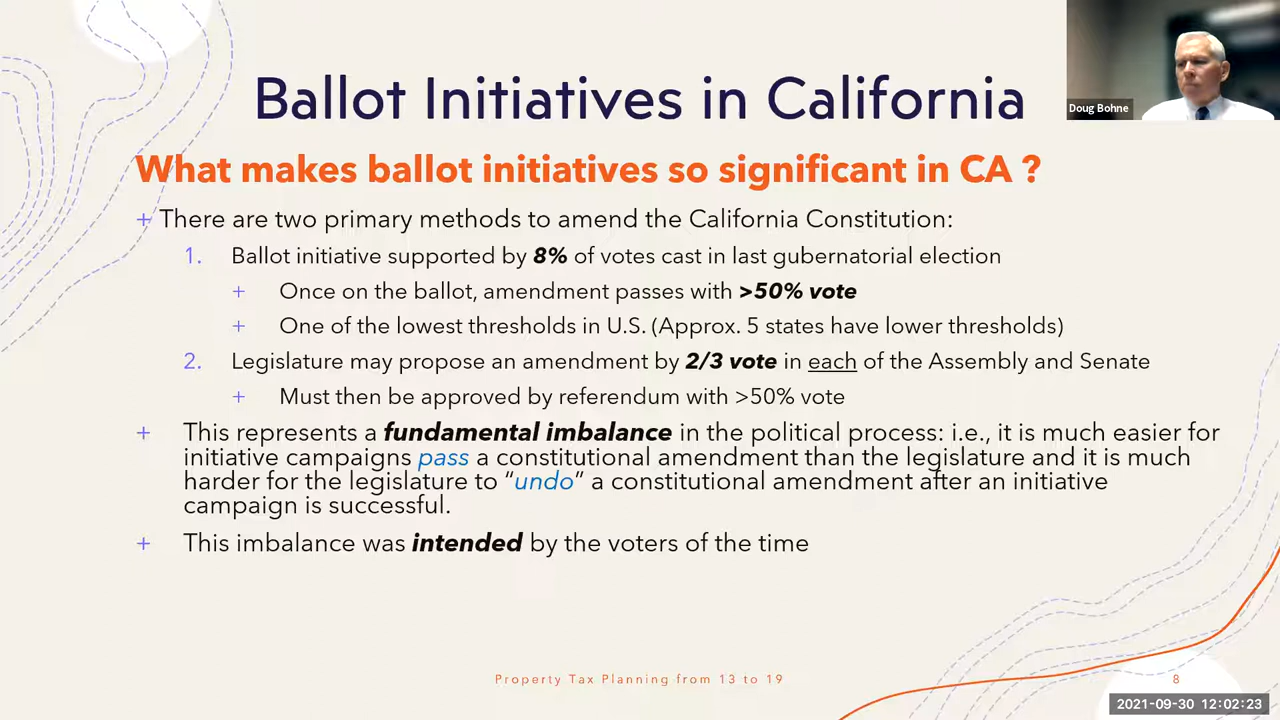 Ballot Initiatives in California
Doug Bohne
What makes ballot initiatives so significant in CA ?
+ There are two primary methods to amend the California Constitution:
1. Ballot initiative supported by 8% of votes cast in last gubernatorial election
+ Once on the ballot, amendment passes with >50% vote
+ One of the lowest thresholds in U.S. (Approx. 5 states have lower thresholds)
2. Legislature may propose an amendment by 2/3 vote in each of the Assembly and Senate
+ Must then be approved by referendum with >50% vote
+ This represents a fundamental imbalance in the political process: i.e., it is much easier for
initiative campaigns pass a constitutional amendment than the legislature and it is much
harder for the legislature to “undo” a constitutional amendment after an initiative
campaign is successful.
+ This imbalance was intended by the voters of the time
Property Tax Planning from 13 to 19
8
2021-09-30 12:02:23